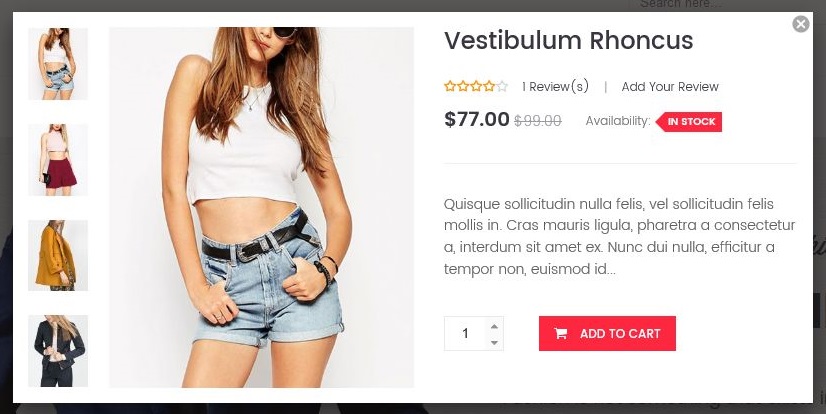 Search here...
Vestibulum Rhoncus
1 Review(s) | Add Your Review
$77.00 $99.00 Availability: IN STOCK
Quisque sollicitudin nulla felis, vel sollicitudin felis
mollis in. Cras mauris ligula, pharetra a consectetur
a, interdum sit amet ex. Nunc dui nulla, efficitur a
tempor non, euismod id...
1
ADD TO CART